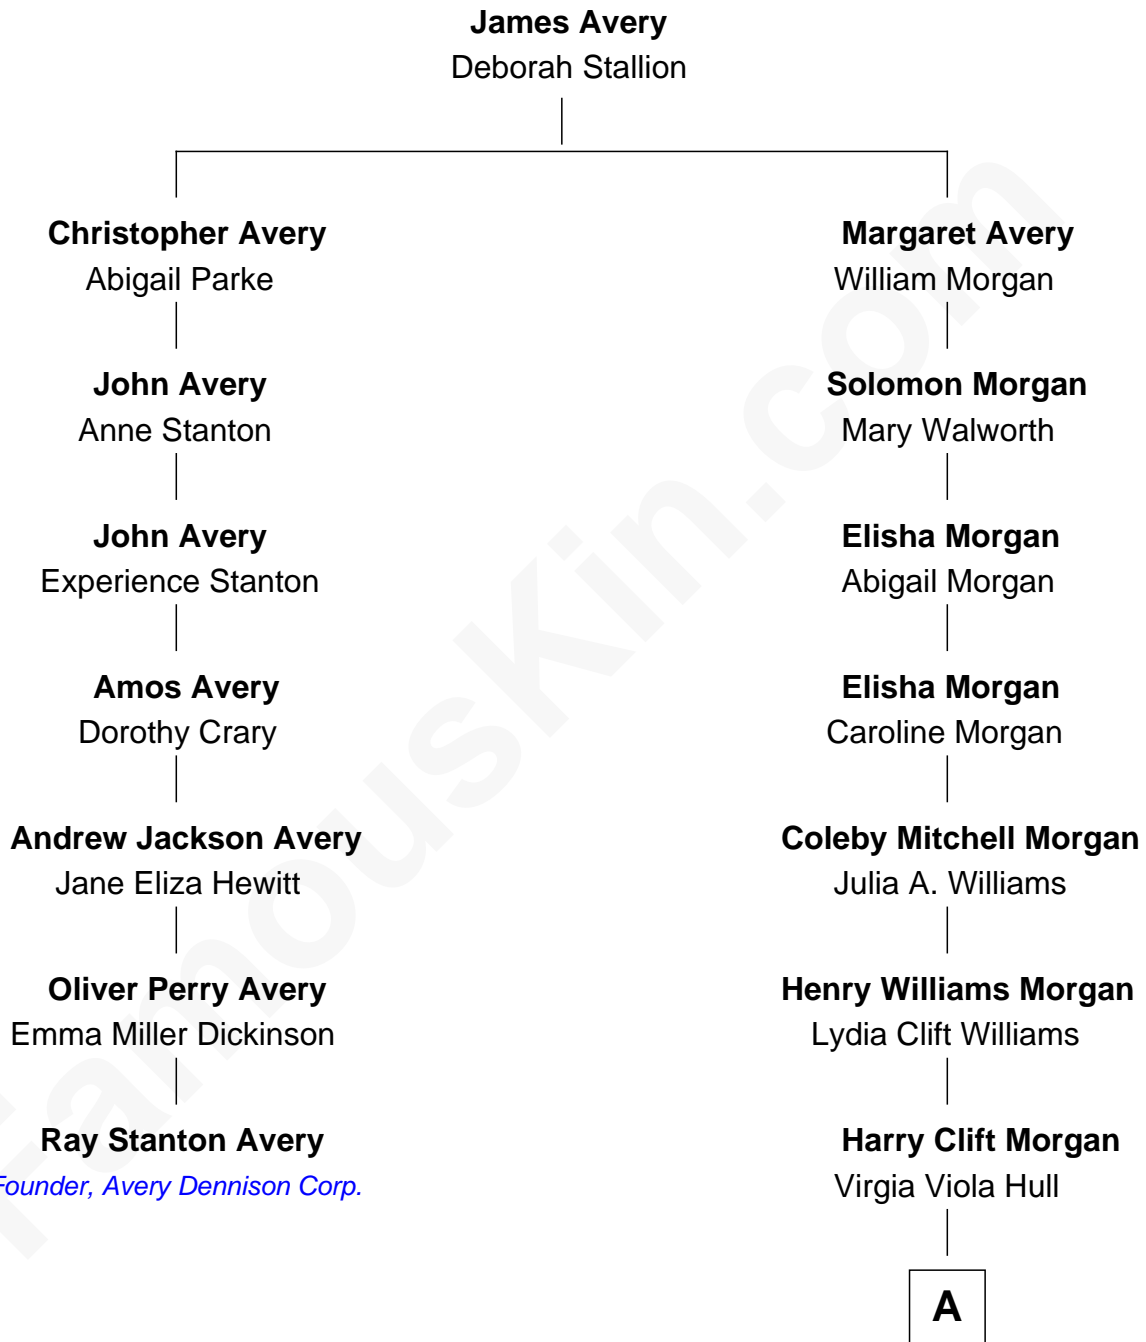 James Avery
Deborah Stallion
Christopher Avery
Abigail Parke
Margaret Avery
William Morgan
John Avery
Anne Stanton
Solomon Morgan
Mary Walworth
John Avery
Experience Stanton
Elisha Morgan
Abigail Morgan
Amos Avery
Dorothy Crary
Elisha Morgan
Caroline Morgan
Andrew Jackson Avery
Jane Eliza Hewitt
Coleby Mitchell Morgan
Julia A. Williams
Oliver Perry Avery
Emma Miller Dickinson
Henry Williams Morgan
Lydia Clift Williams
Ray Stanton Avery
Founder, Avery Dennison Corp.
Harry Clift Morgan
Virgia Viola Hull
A
FamousKin.com